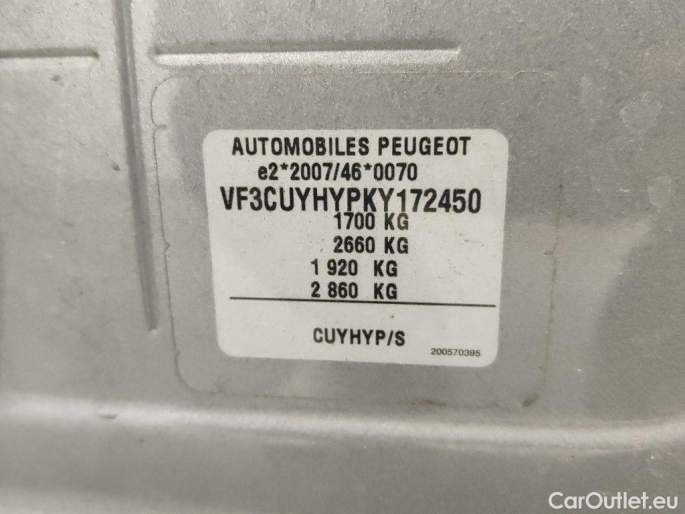 AUTOMOBILES PEUGEOT
e2*2007/46*0070
VF3CUYHYPKY172450
1700 KG
2660 KG
1 920 KG
2 860 KG
CUYHYP/S
200570395
CarOutlet.eu